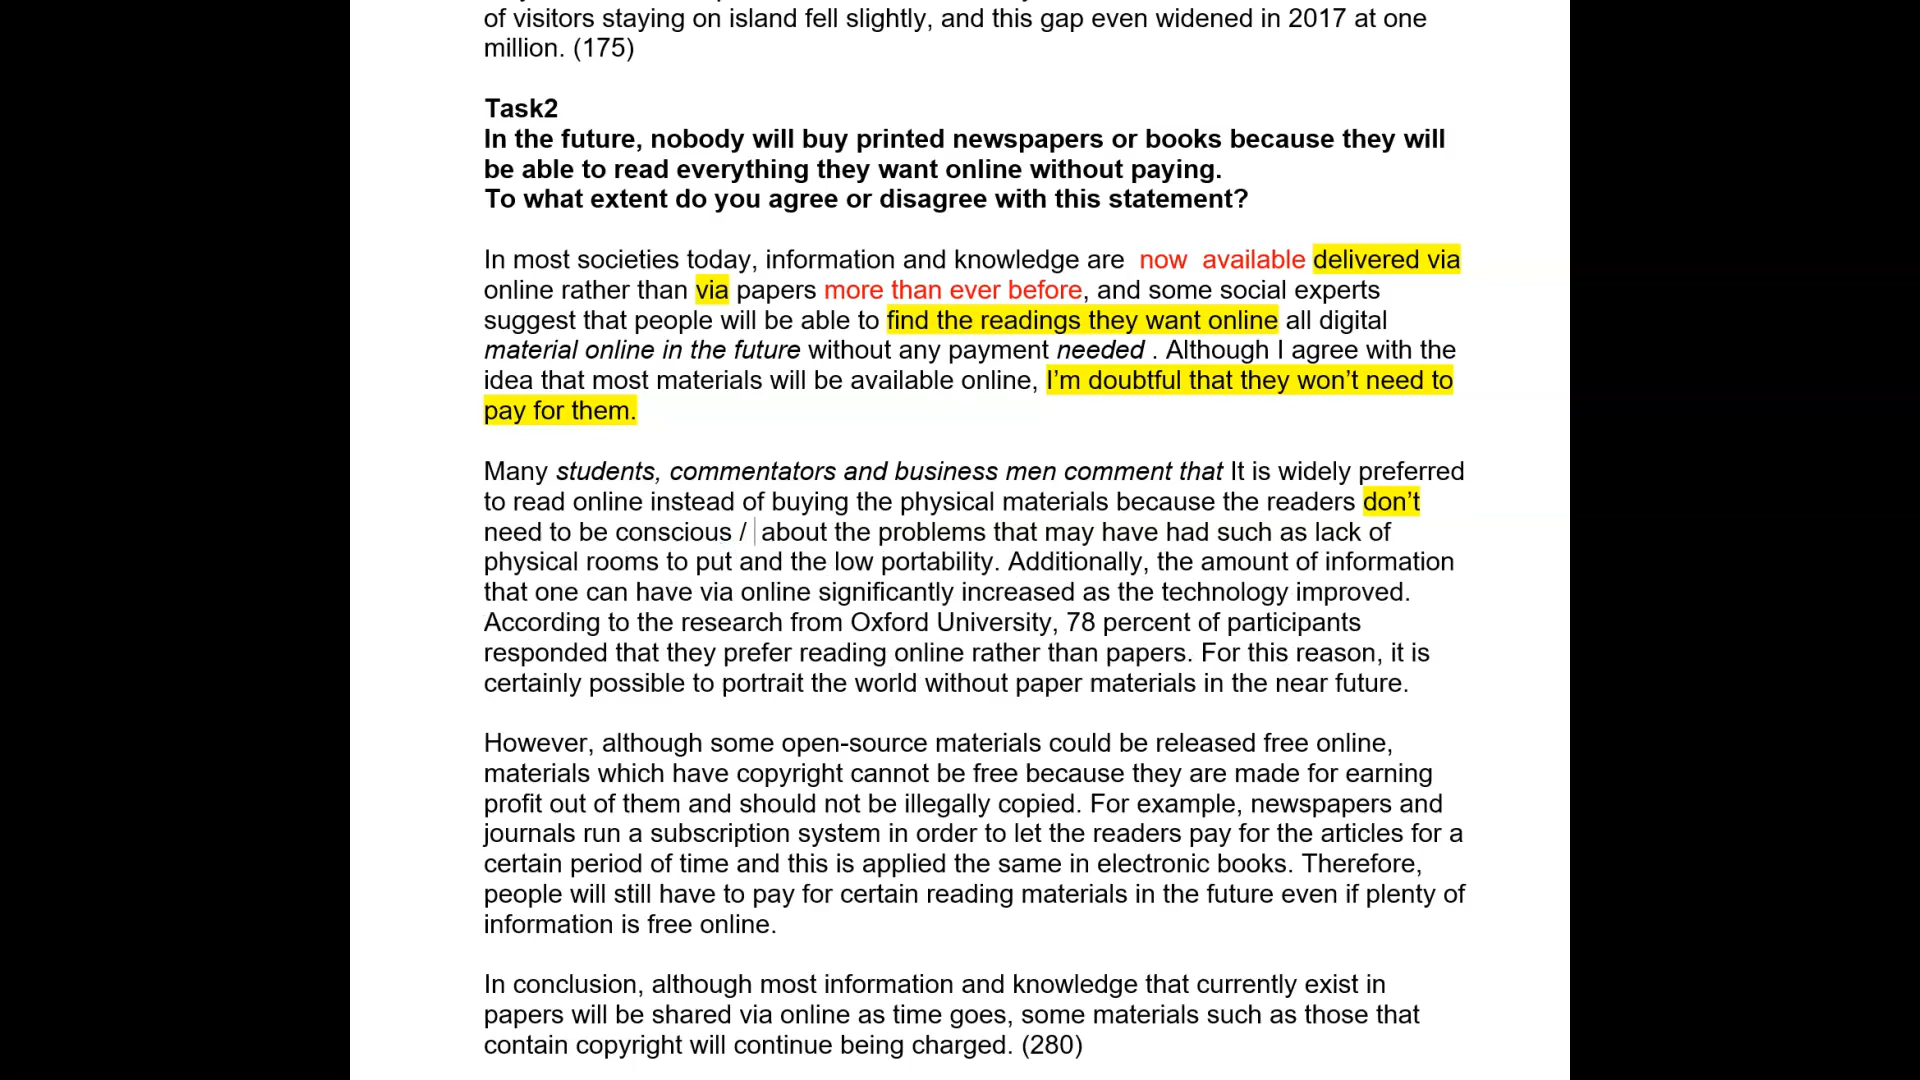 of visitors staying on island fell slightly, and this gap even widened in 2017 at one
million. (175)
Task2
In the future, nobody will buy printed newspapers or books because they will
be able to read everything they want online without paying.
To what extent do you agree or disagree with this statement?
In most societies today, information and knowledge are now available delivered via
online rather than via papers more than ever before, and some social experts
suggest that people will be able to find the readings they want online all digital
material online in the future without any payment needed . Although I agree with the
idea that most materials will be available online, I’m doubtful that they won’t need to
pay for them.
Many students, commentators and business men comment that It is widely preferred
to read online instead of buying the physical materials because the readers don’t
need to be conscious / about the problems that may have had such as lack of
physical rooms to put and the low portability. Additionally, the amount of information
that one can have via online significantly increased as the technology improved.
According to the research from Oxford University, 78 percent of participants
responded that they prefer reading online rather than papers. For this reason, it is
certainly possible to portrait the world without paper materials in the near future.
However, although some open-source materials could be released free online,
materials which have copyright cannot be free because they are made for earning
profit out of them and should not be illegally copied. For example, newspapers and
journals run a subscription system in order to let the readers pay for the articles for a
certain period of time and this is applied the same in electronic books. Therefore,
people will still have to pay for certain reading materials in the future even if plenty of
information is free online.
In conclusion, although most information and knowledge that currently exist in
papers will be shared via online as time goes, some materials such as those that
contain copyright will continue being charged. (280)